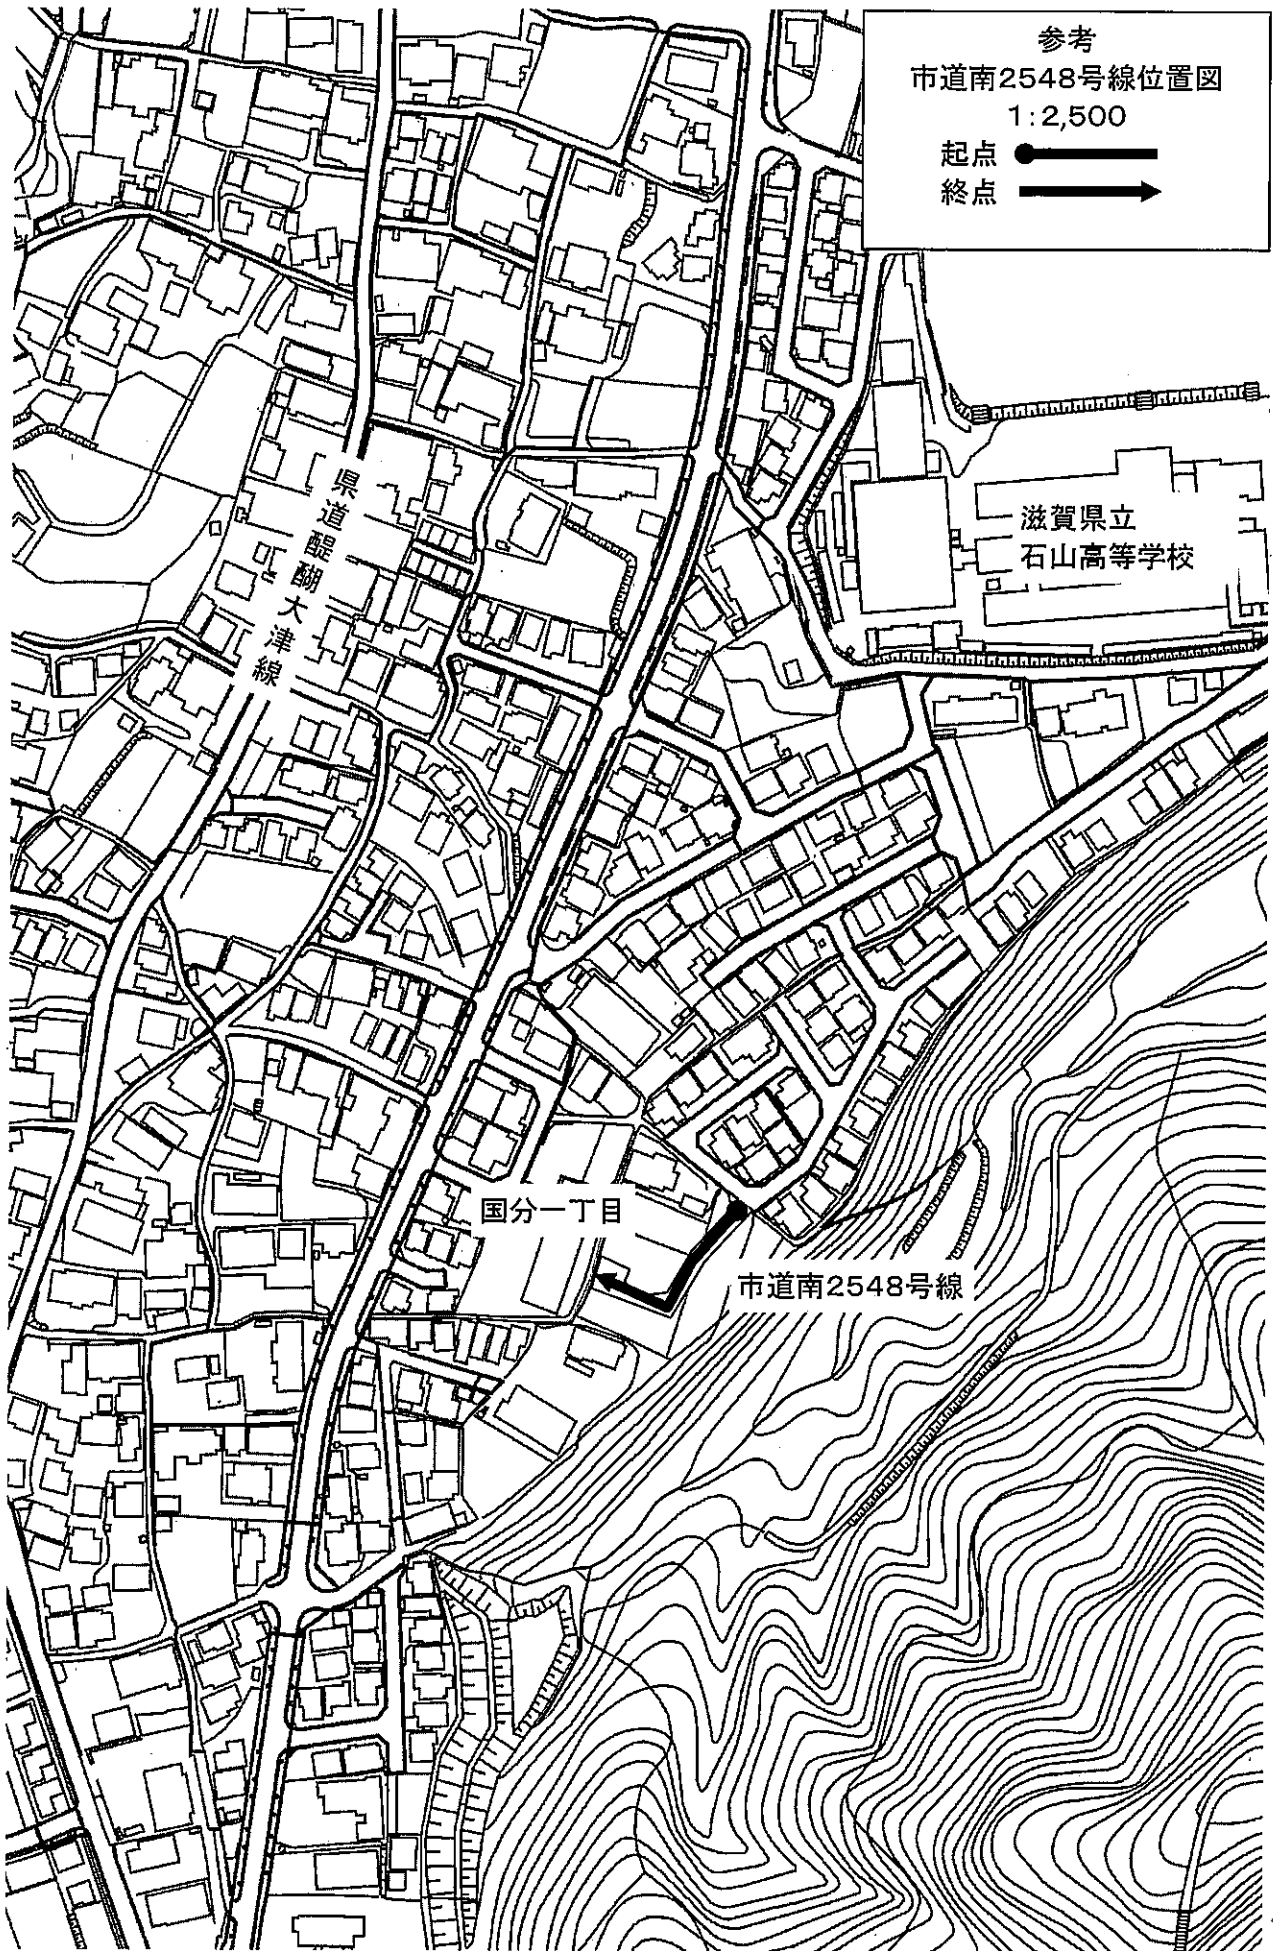 参考
市道南2548号線位置図
1:2,500
起点
終点
県道醍醐大津線
滋賀県立
石山高等学校
国分一丁目
市道南2548号線